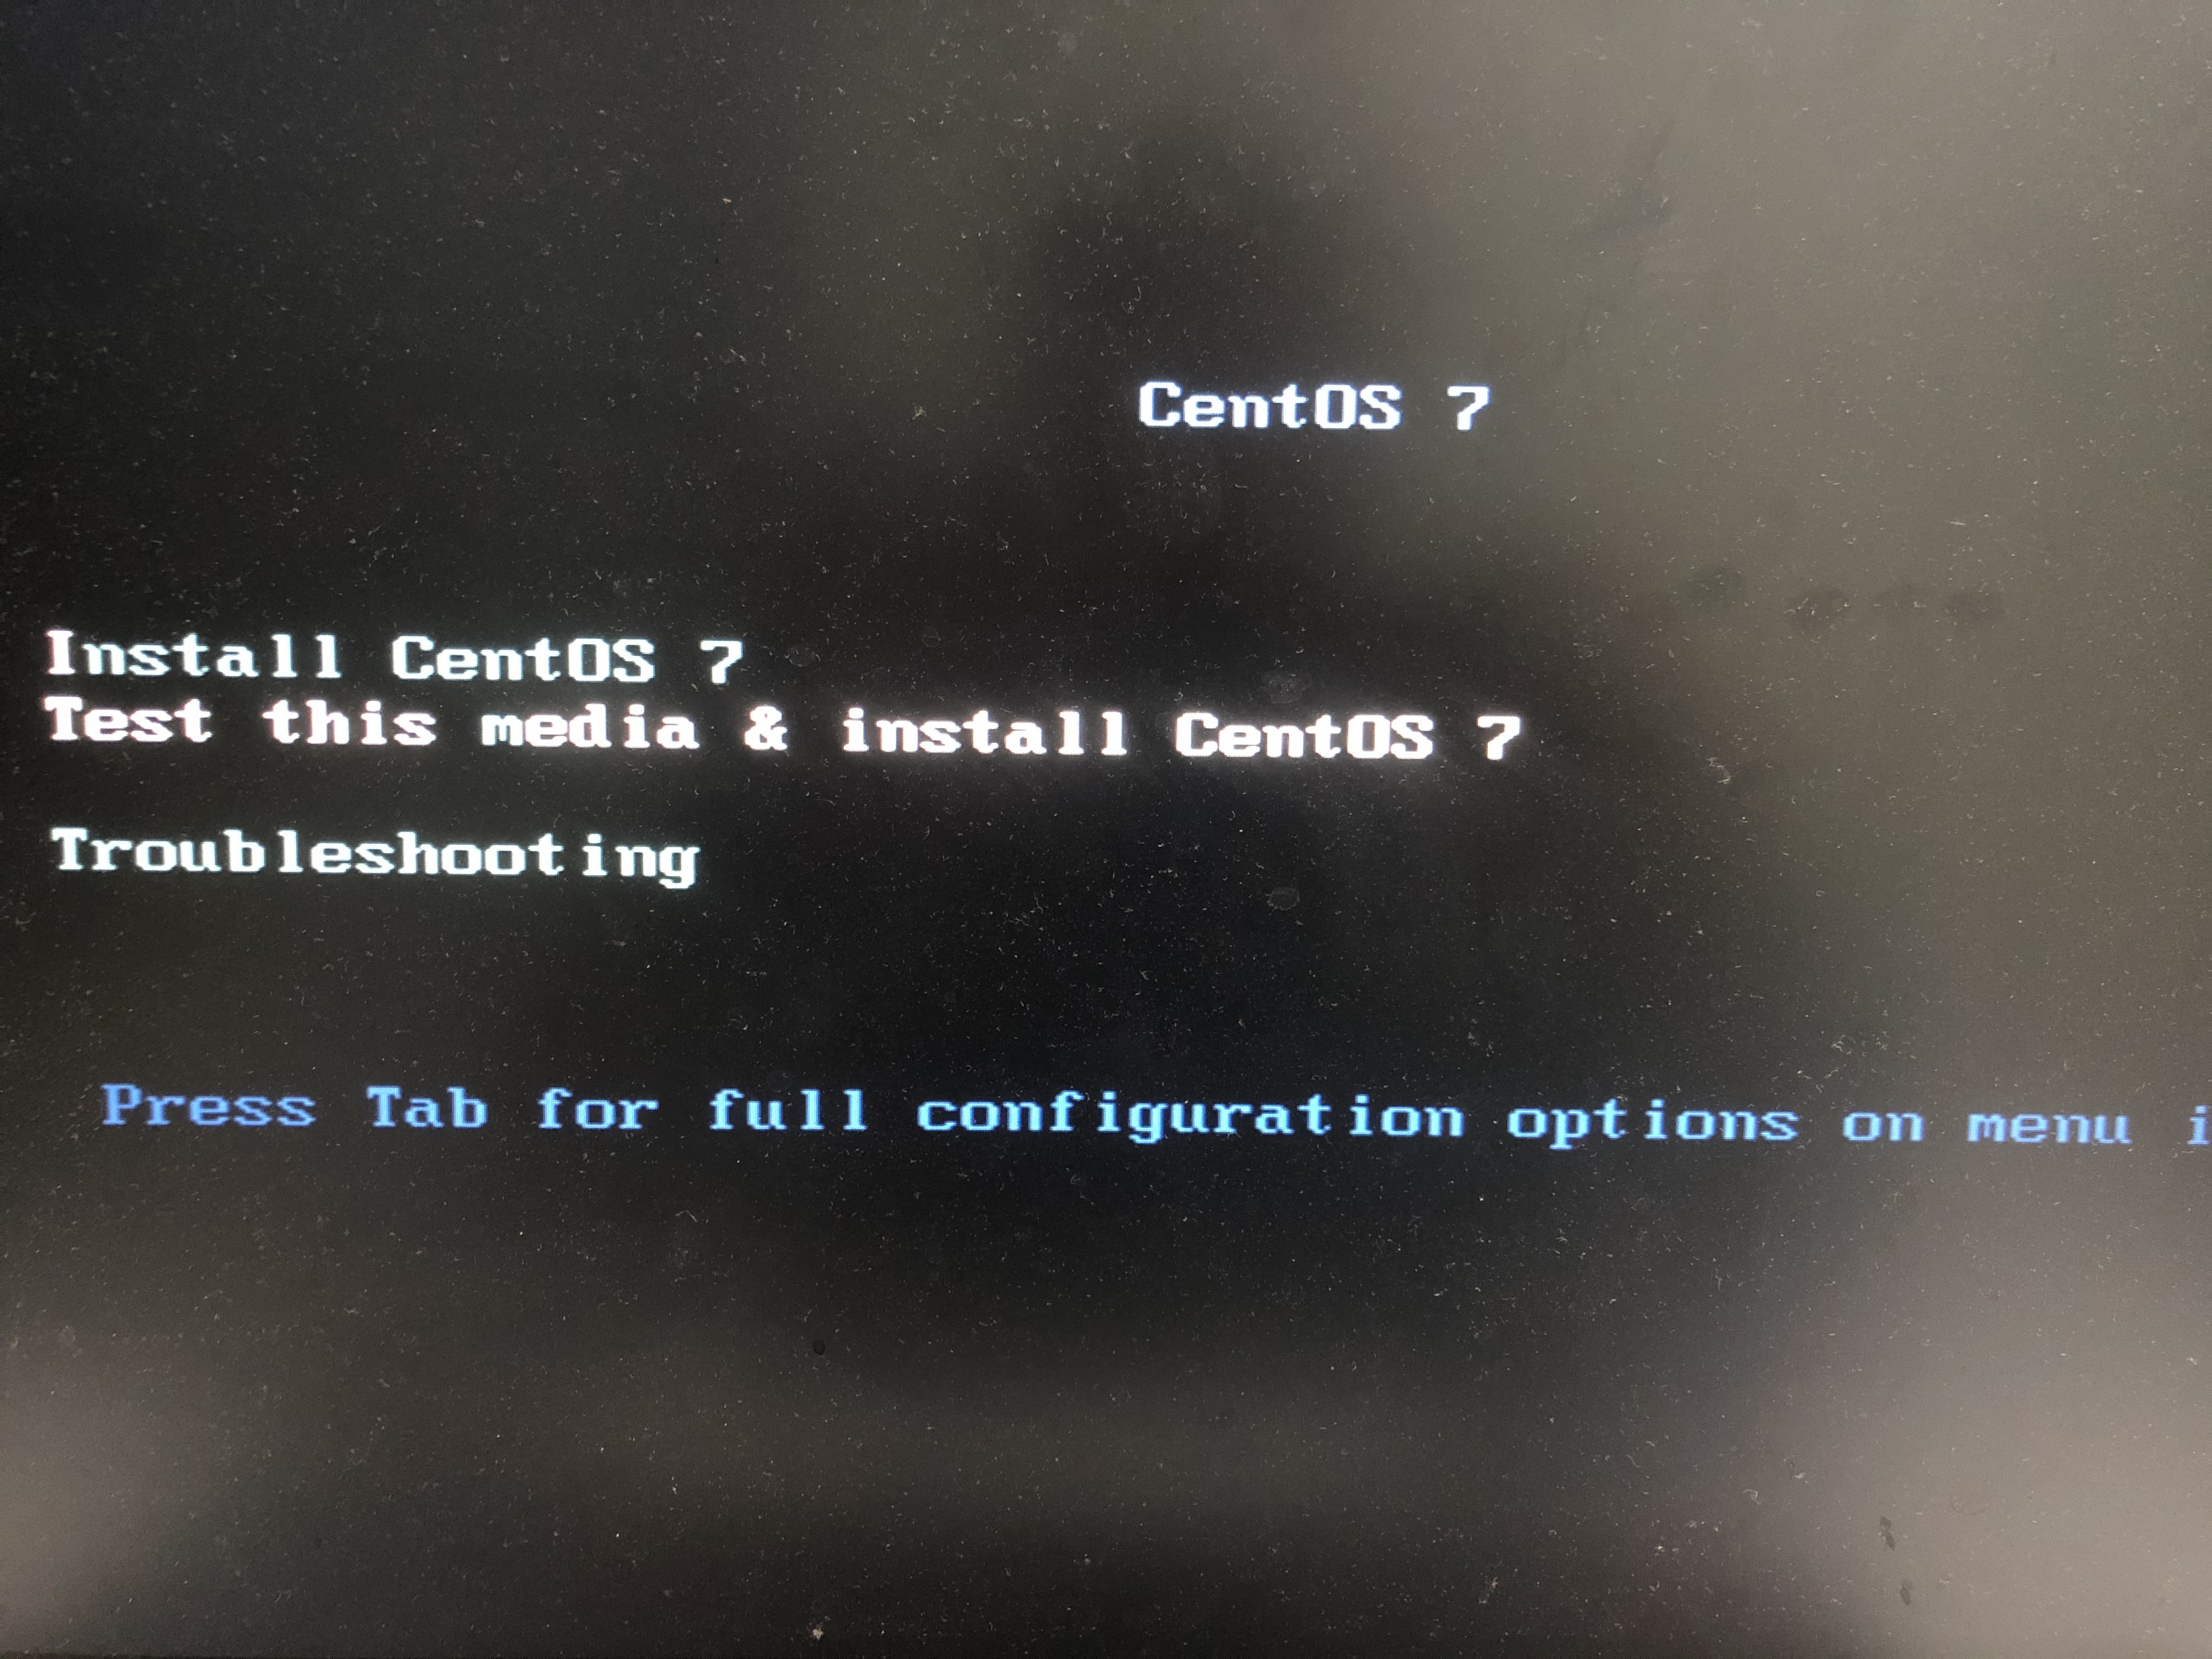 CentOS 7
Install CentOS 7
Test this media & install CentOS 7
Troubleshooting
Press Tab for full configuration options on menu i